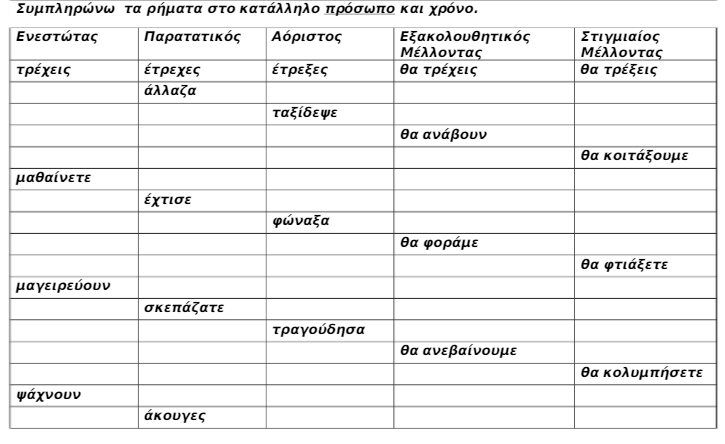 Συμπληρώνω τα ρήματα στο κατάλληλο πρόσωπο και χρόνο.
Ενεστώτας Παρατατικός Αόριστος Εξακολουθητικός Μέλλοντας Στιγμιαίος Μέλλοντας
τρέχεις έτρεχες έτρεξες θα τρέχεις θα τρέξεις
άλλαζα
ταξίδεψε
θα ανάβουν
θα κοιτάξουμε
μαθαίνετε
έχτισε
φώναξα
θα φοράμε
θα φτιάξετε
μαγειρεύουν
σκεπάζατε
τραγούδησα
θα ανεβαίνουμε
θα κολυμπήσετε
ψάχνουν
άκουγες